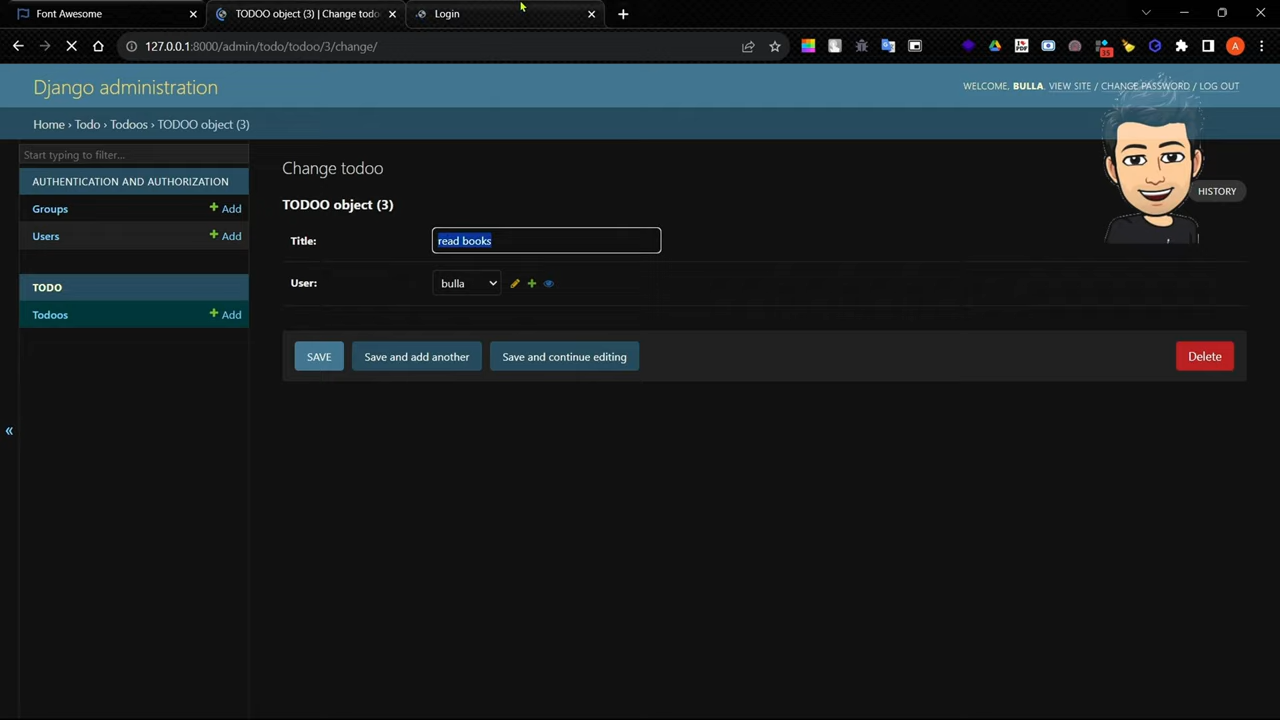 Font Awesome
TODOO object (3) | Change todo
Login
127.0.0.1:8000/admin/todo/todoo/3/change/
35
A
Django administration
WELCOME, BULLA. VIEW SITE / CHANGE PASSWORD / LOG OUT
Home › Todo › Todoos › TODOO object (3)
Start typing to filter...
AUTHENTICATION AND AUTHORIZATION
Groups
Add
Users
Add
TODO
Todoos
Add
«
Change todoo
HISTORY
TODOO object (3)
Title:
read books
User:
bulla
SAVE
Save and add another
Save and continue editing
Delete